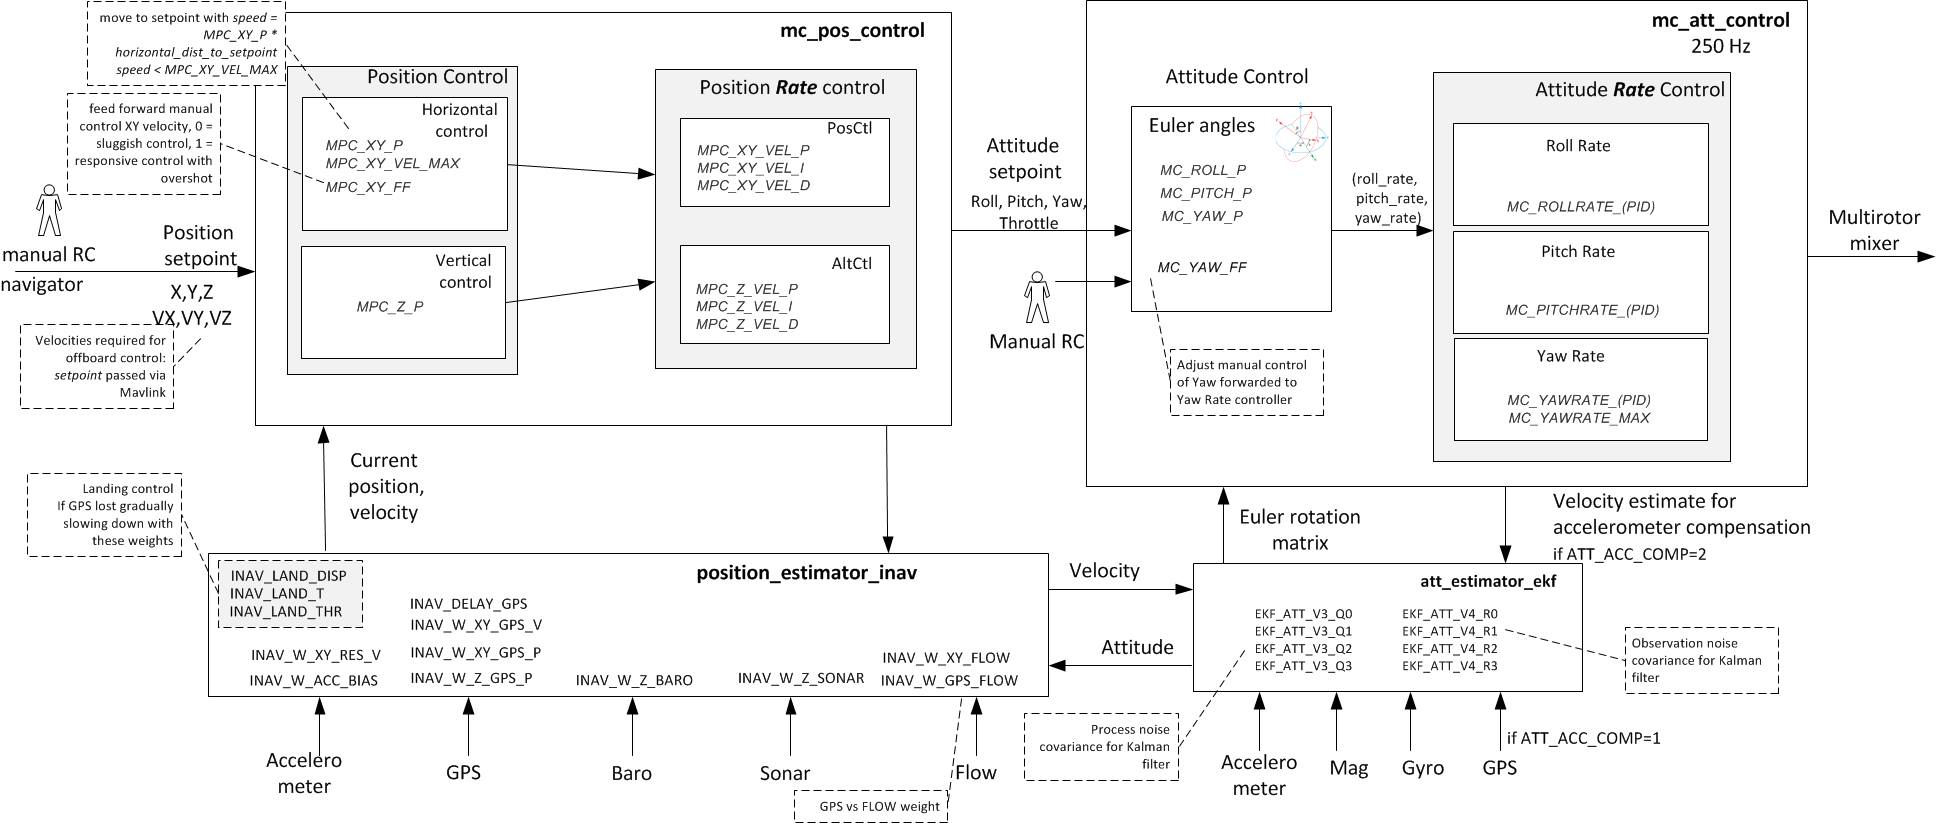 move to setpoint with speed =
MPC_XY_P *
horizontal_dist_to_setpoint
speed < MPC_XY_VEL_MAX
feed forward manual
control XY velocity, 0 =
sluggish control, 1 =
responsive control with
overshot
manual RC
navigator
Position
setpoint
X,Y,Z
VX,VY,VZ
Velocities required for
offboard control:
setpoint passed via
Mavlink
mc_pos_control
Position Control
Horizontal
control
MPC_XY_P
MPC_XY_VEL_MAX
MPC_XY_FF
Vertical
control
MPC_Z_P
Position Rate control
PosCtl
MPC_XY_VEL_P
MPC_XY_VEL_I
MPC_XY_VEL_D
AltCtl
MPC_Z_VEL_P
MPC_Z_VEL_I
MPC_Z_VEL_D
Attitude
setpoint
Roll, Pitch, Yaw,
Throttle
Manual RC
mc_att_control
250 Hz
Attitude Control
Euler angles
MC_ROLL_P
MC_PITCH_P
MC_YAW_P
MC_YAW_FF
Adjust manual control
of Yaw forwarded to
Yaw Rate controller
(roll_rate,
pitch_rate,
yaw_rate)
Attitude Rate Control
Roll Rate
MC_ROLLRATE_(PID)
Pitch Rate
MC_PITCHRATE_(PID)
Yaw Rate
MC_YAWRATE_(PID)
MC_YAWRATE_MAX
Multirotor
mixer
Landing control
If GPS lost gradually
slowing down with
these weights
Current
position,
velocity
position_estimator_inav
INAV_LAND_DISP
INAV_LAND_T
INAV_LAND_THR
INAV_W_XY_RES_V
INAV_W_ACC_BIAS
INAV_DELAY_GPS
INAV_W_XY_GPS_V
INAV_W_XY_GPS_P
INAV_W_Z_GPS_P
INAV_W_Z_BARO
INAV_W_Z_SONAR
INAV_W_XY_FLOW
INAV_W_GPS_FLOW
Accelero
meter
GPS
Baro
Sonar
Flow
GPS vs FLOW weight
Velocity
Attitude
Euler rotation
matrix
Velocity estimate for
accelerometer compensation
if ATT_ACC_COMP=2
att_estimator_ekf
EKF_ATT_V3_Q0
EKF_ATT_V3_Q1
EKF_ATT_V3_Q2
EKF_ATT_V3_Q3
EKF_ATT_V4_R0
EKF_ATT_V4_R1
EKF_ATT_V4_R2
EKF_ATT_V4_R3
Observation noise
covariance for Kalman
filter
Process noise
covariance for Kalman
filter
Accelero
meter
Mag
Gyro
GPS
if ATT_ACC_COMP=1